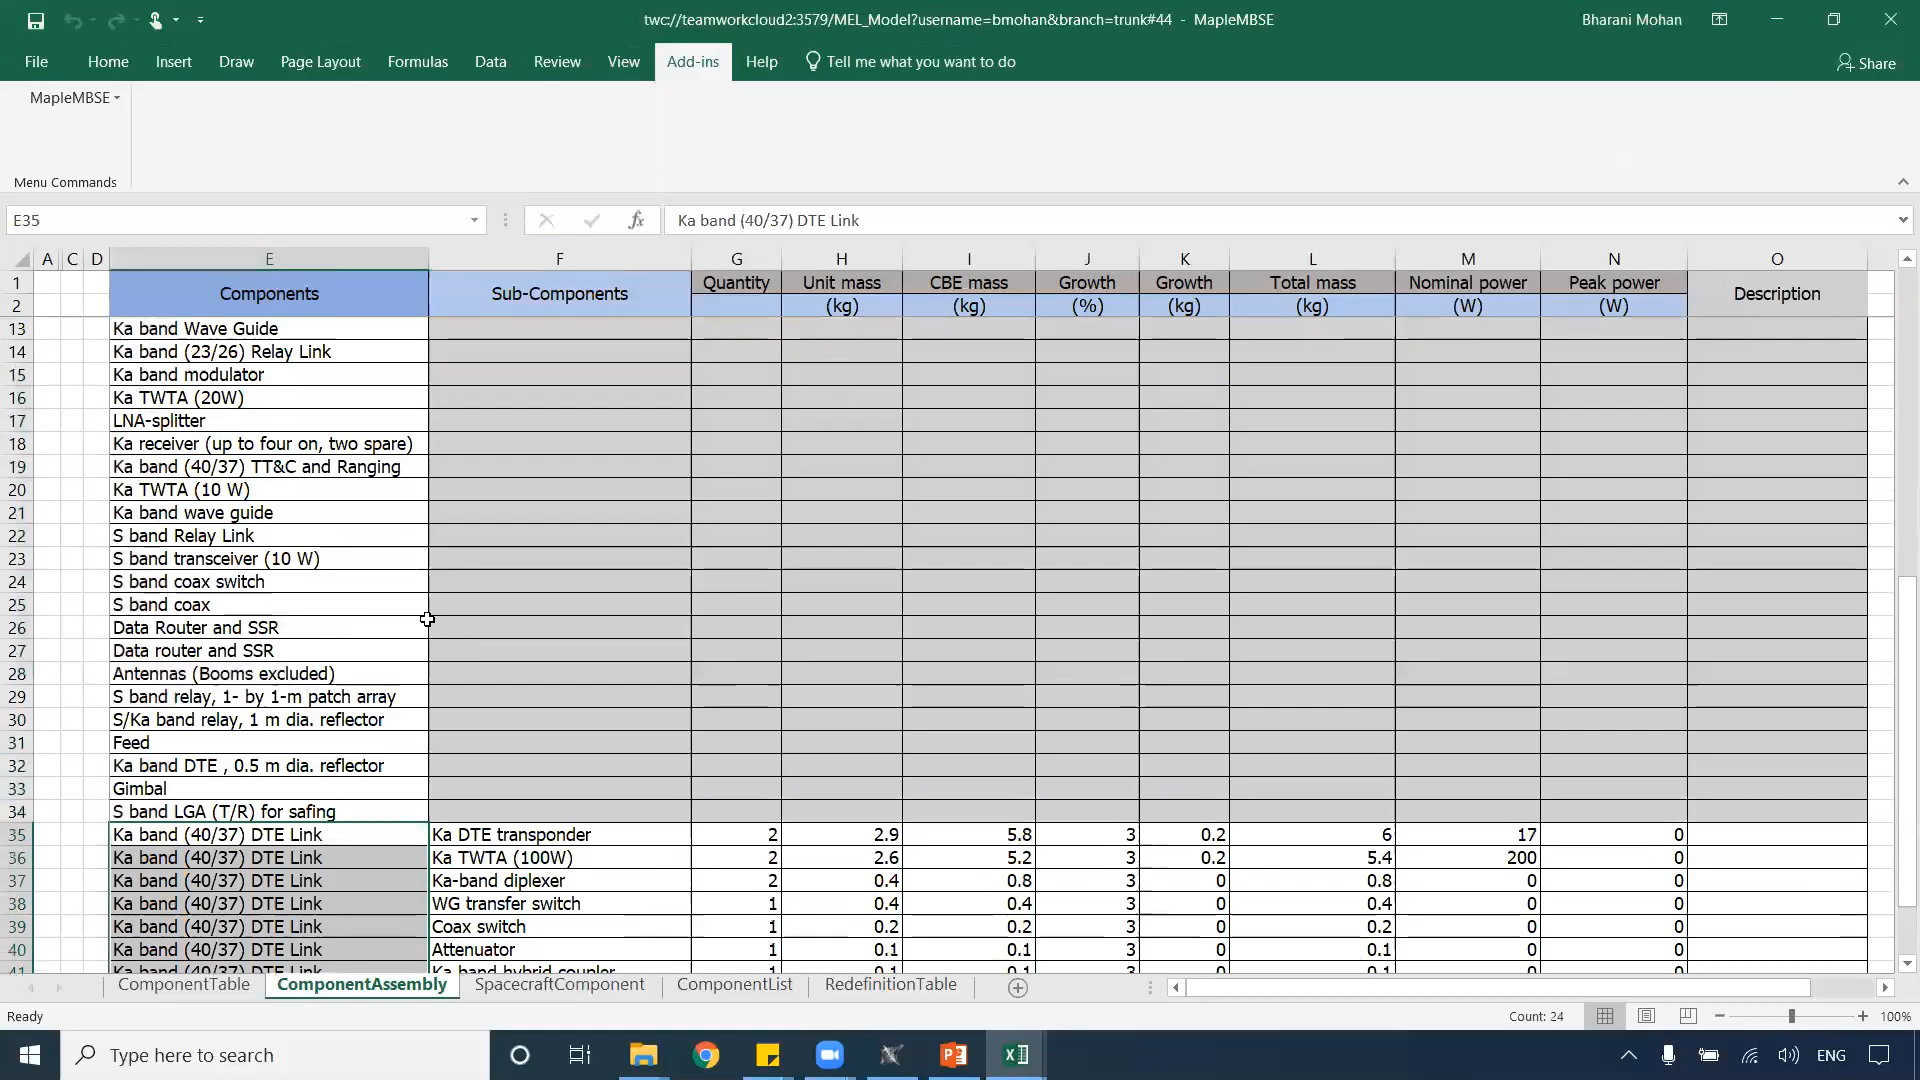 twc://teamworkcloud2:3579/MEL_Model?username=bmohan&branch=trunk#44 - MapleMBSE
Bharani Mohan
File Home Insert Draw Page Layout Formulas Data Review View Add-ins Help Tell me what you want to do Share
MapleMBSE
Menu Commands
E35 fx Ka band (40/37) DTE Link
A C D E F G H I J K L M N O
1 Components Sub-Components Quantity Unit mass CBE mass Growth Growth Total mass Nominal power Peak power Description
2 (kg) (kg) (%) (kg) (kg) (W) (W)
13 Ka band Wave Guide
14 Ka band (23/26) Relay Link
15 Ka band modulator
16 Ka TWTA (20W)
17 LNA-splitter
18 Ka receiver (up to four on, two spare)
19 Ka band (40/37) TT&C and Ranging
20 Ka TWTA (10 W)
21 Ka band wave guide
22 S band Relay Link
23 S band transceiver (10 W)
24 S band coax switch
25 S band coax
26 Data Router and SSR
27 Data router and SSR
28 Antennas (Booms excluded)
29 S band relay, 1- by 1-m patch array
30 S/Ka band relay, 1 m dia. reflector
31 Feed
32 Ka band DTE , 0.5 m dia. reflector
33 Gimbal
34 S band LGA (T/R) for safing
35 Ka band (40/37) DTE Link Ka DTE transponder 2 2.9 5.8 3 0.2 6 17 0
36 Ka band (40/37) DTE Link Ka TWTA (100W) 2 2.6 5.2 3 0.2 5.4 200 0
37 Ka band (40/37) DTE Link Ka-band diplexer 2 0.4 0.8 3 0 0.8 0 0
38 Ka band (40/37) DTE Link WG transfer switch 1 0.4 0.4 3 0 0.4 0 0
39 Ka band (40/37) DTE Link Coax switch 1 0.2 0.2 3 0 0.2 0 0
40 Ka band (40/37) DTE Link Attenuator 1 0.1 0.1 3 0 0.1 0 0
41 Ka band (40/37) DTE Link Ka band hybrid coupler 1 0.1 0.1 3 0 0.1 0 0
ComponentTable ComponentAssembly SpacecraftComponent ComponentList RedefinitionTable
Ready Count: 24 100%
Type here to search ENG